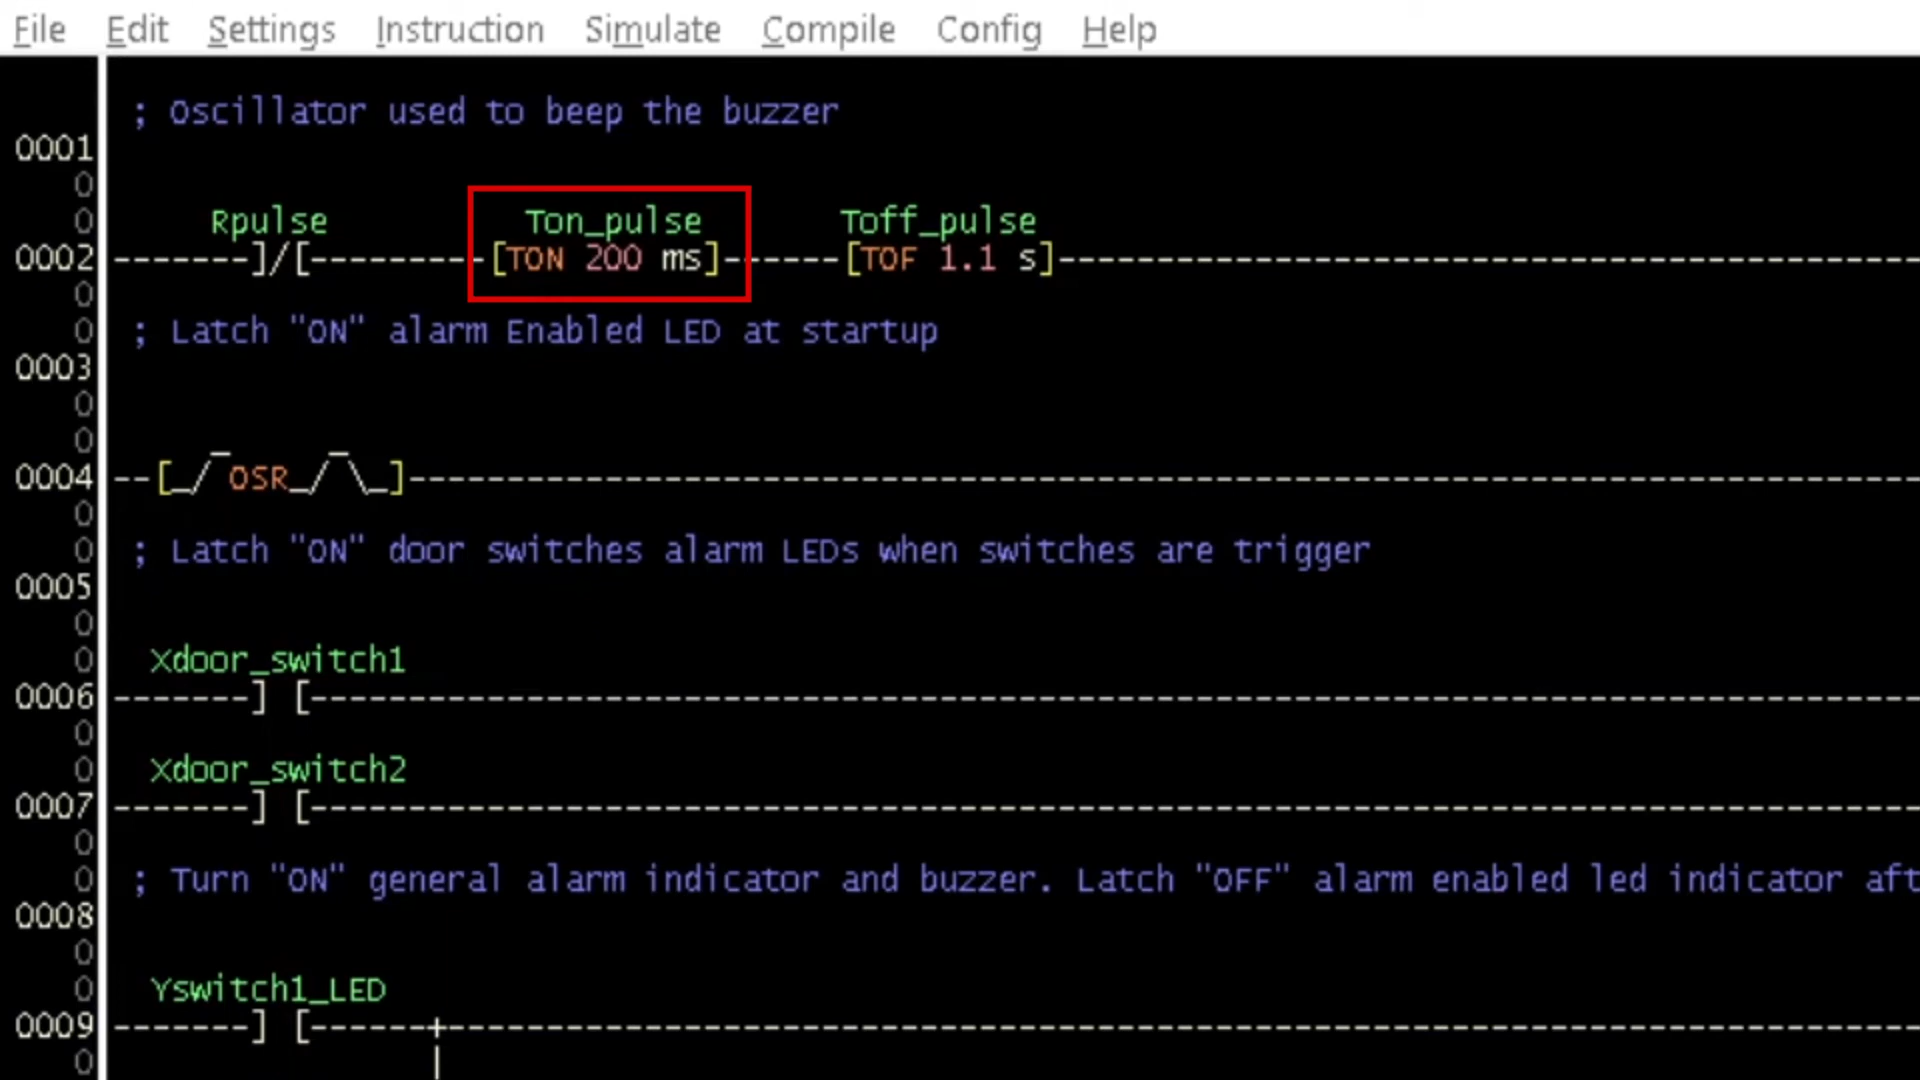 File Edit Settings Instruction Simulate Compile Config Help
; Oscillator used to beep the buzzer
0001
0
0 Rpulse Ton_pulse Toff_pulse
0002 -------]/[---------[TON 200 ms]------[TOF 1.1 s]--------------------------------------------
0
0 ; Latch "ON" alarm Enabled LED at startup
0003
0
0
0004 --[_/‾OSR_/‾\_]-----------------------------------------------------------------------------
0
0 ; Latch "ON" door switches alarm LEDs when switches are trigger
0005
0
0 Xdoor_switch1
0006 -------] [----------------------------------------------------------------------------------
0
0 Xdoor_switch2
0007 -------] [----------------------------------------------------------------------------------
0
0 ; Turn "ON" general alarm indicator and buzzer. Latch "OFF" alarm enabled led indicator aft
0008
0
0 Yswitch1_LED
0009 -------] [------+---------------------------------------------------------------------------
0 |